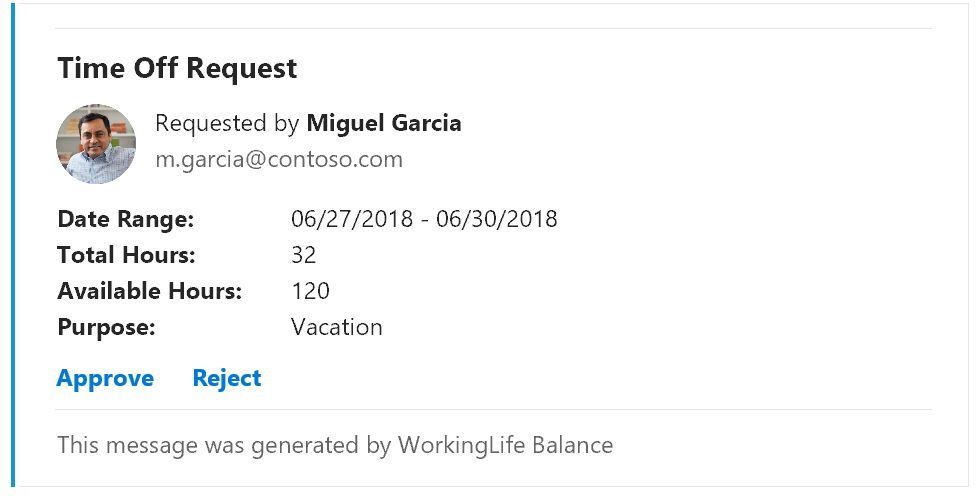 Time Off Request
Requested by Miguel Garcia
m.garcia@contoso.com
Date Range: 06/27/2018 - 06/30/2018
Total Hours: 32
Available Hours: 120
Purpose: Vacation
Approve Reject
This message was generated by WorkingLife Balance